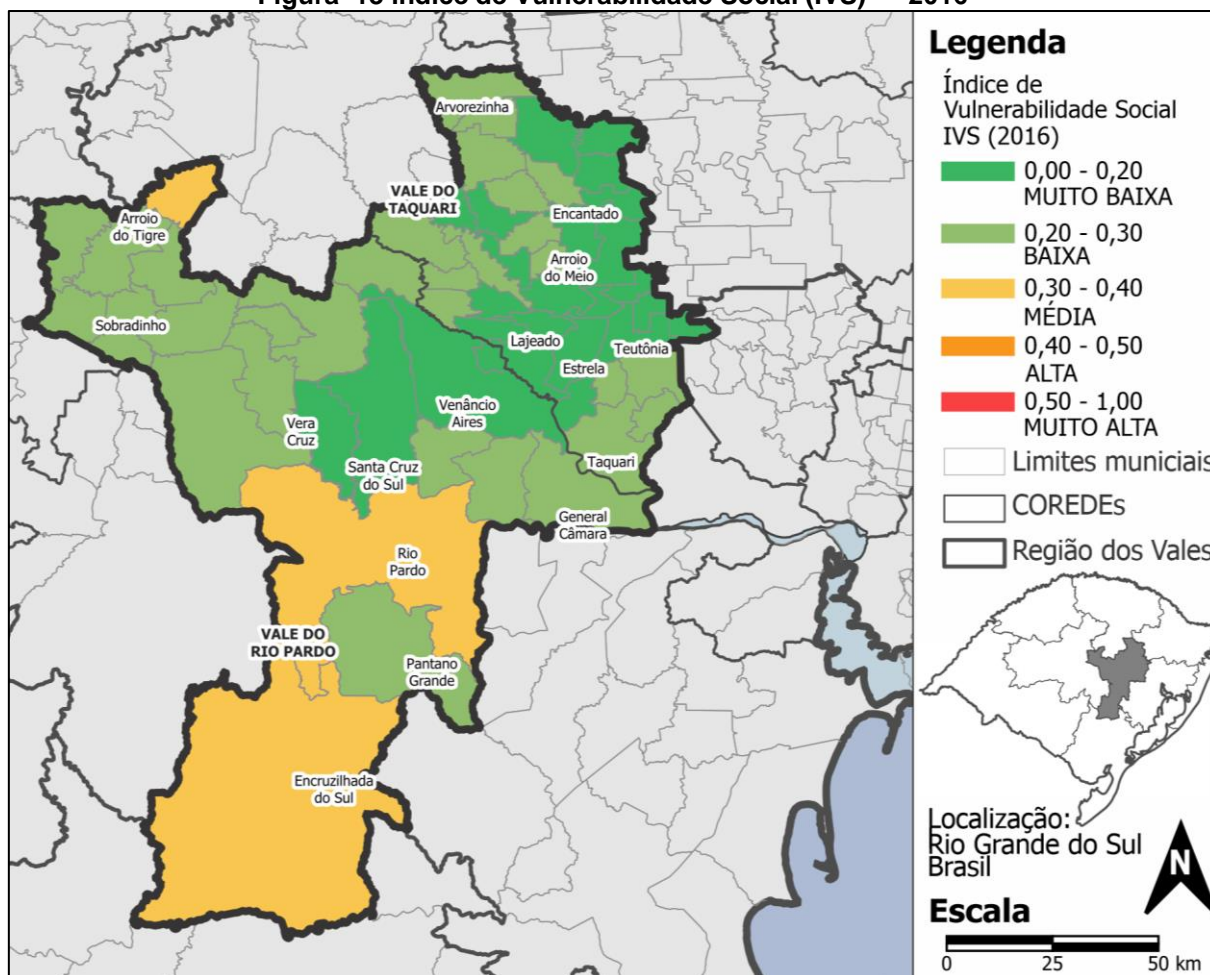 Figura 43 Índice de Vulnerabilidade Social (IVS) – 2016
Arvorezinha
VALE DO
TAQUARI
Encantado
Arroio
do Tigre
Arroio
do Meio
Sobradinho
Lajeado
Teutônia
Estrela
Venâncio
Aires
Vera
Cruz
Santa Cruz
do Sul
Taquari
General
Câmara
Rio
Pardo
VALE DO
RIO PARDO
Pantano
Grande
Encruzilhada
do Sul
Legenda
Índice de
Vulnerabilidade Social
IVS (2016)
0,00 - 0,20
MUITO BAIXA
0,20 - 0,30
BAIXA
0,30 - 0,40
MÉDIA
0,40 - 0,50
ALTA
0,50 - 1,00
MUITO ALTA
Limites municiais
COREDEs
Região dos Vales
Localização:
Rio Grande do Sul
Brasil
N
Escala
0 25 50 km